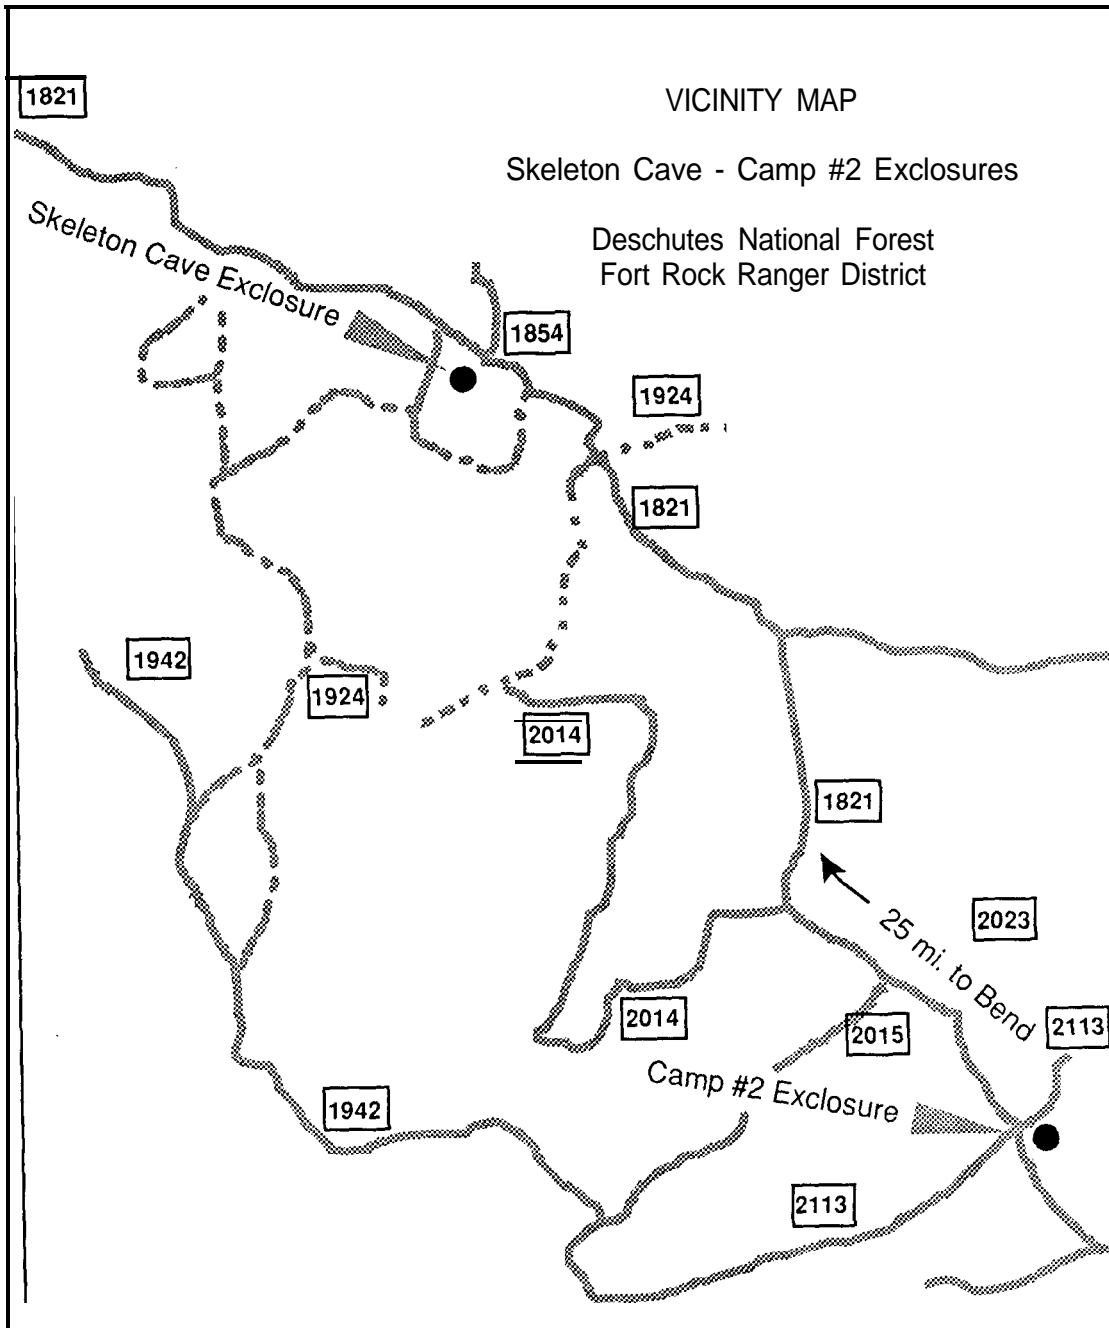 1821
VICINITY MAP
Skeleton Cave - Camp #2 Exclosures
Deschutes National Forest
Fort Rock Ranger District
Skeleton Cave Exclosure
1854
1924
1821
1942
1924
2014
1821
2023
25 mi. to Bend
2014
2015
2113
Camp #2 Exclosure
1942
2113